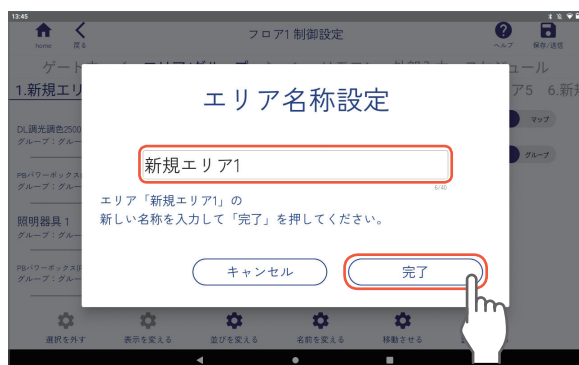 13:45
フロア1 制御設定
home
戻る
ヘルプ
保存/送信
ゲート
1.新規エリ
ア5 6.新規
DL調光調色2500
グループ：グルー
マップ
PBパワーボックス(
グループ：グルー
グループ
照明器具 1
グループ：グルー
PBパワーボックス(P
グループ：グルー
エリア名称設定
新規エリア1
6/40
エリア「新規エリア1」の
新しい名称を入力して「完了」を押してください。
キャンセル
完了
選択を外す
表示を変える
並びを変える
名前を変える
移動させる